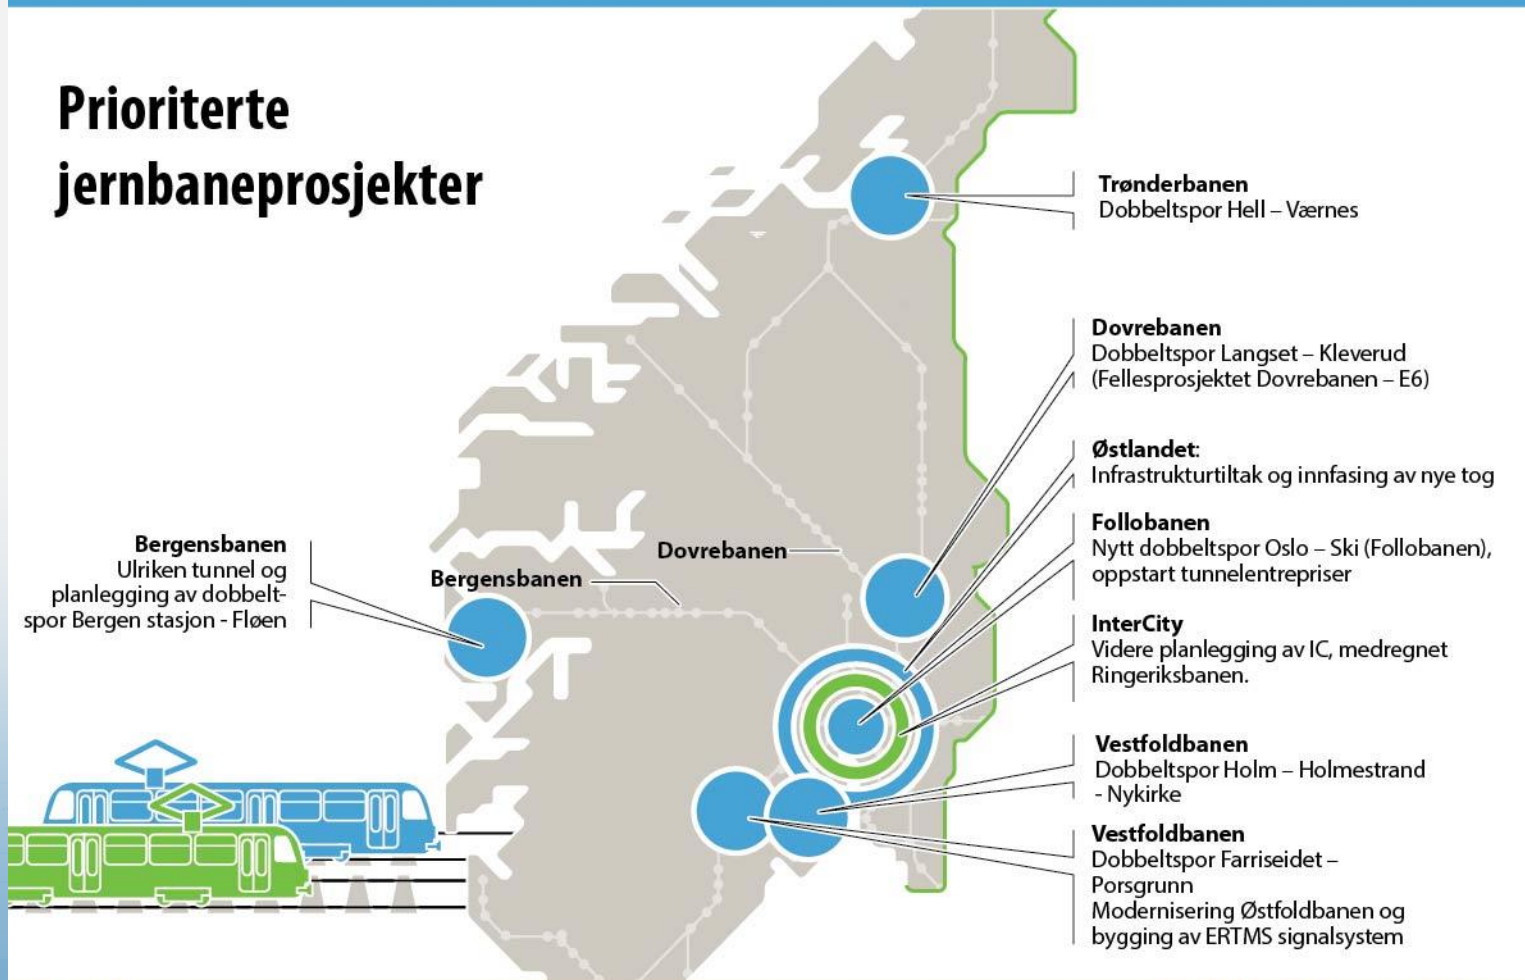 Prioriterte
jernbaneprosjekter
Trønderbanen
Dobbeltspor Hell – Værnes
Dovrebanen
Dobbeltspor Langset – Kleverud
(Fellesprosjektet Dovrebanen – E6)
Østlandet:
Infrastrukturtiltak og innfasing av nye tog
Follobanen
Nytt dobbeltspor Oslo – Ski (Follobanen),
oppstart tunnelentrepriser
InterCity
Videre planlegging av IC, medregnet
Ringeriksbanen.
Vestfoldbanen
Dobbeltspor Holm – Holmestrand
- Nykirke
Vestfoldbanen
Dobbeltspor Farriseidet –
Porsgrunn
Modernisering Østfoldbanen og
bygging av ERTMS signalsystem
Bergensbanen
Ulriken tunnel og
planlegging av dobbelt-
spor Bergen stasjon - Fløen
Dovrebanen
Bergensbanen